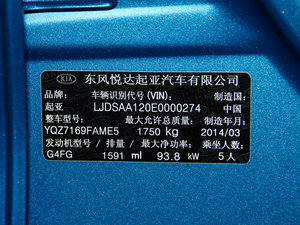 KIA 东风悦达起亚汽车有限公司
品牌: 车辆识别代号(VIN): 制造国:
起亚 LJDSAA120E0000274 中国
整车型号: 最大允许总质量: 制造年月:
YQZ7169FAME5 1750 kg 2014/03
发动机型号 / 排量 / 最大净功率: 乘坐人数:
G4FG 1591 ml 93.8 kW 5人